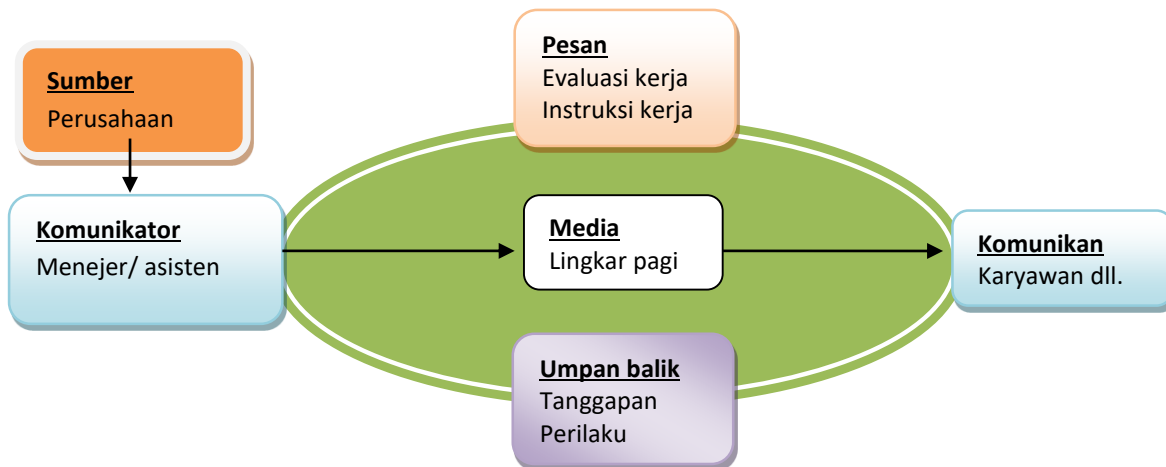 Sumber
Perusahaan
Pesan
Evaluasi kerja
Instruksi kerja
Komunikator
Menejer/ asisten
Media
Lingkar pagi
Komunikan
Karyawan dll.
Umpan balik
Tanggapan
Perilaku